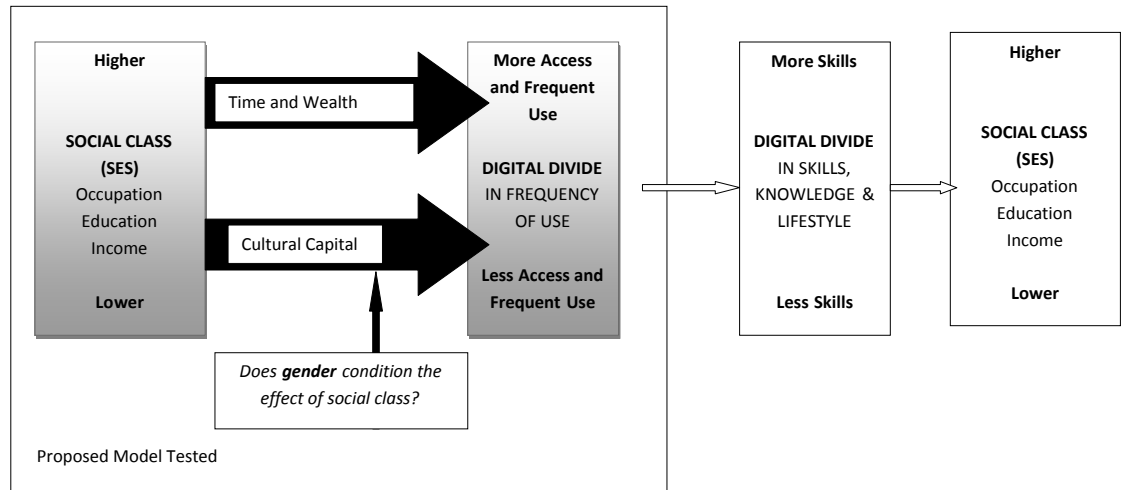 Higher
SOCIAL CLASS
(SES)
Occupation
Education
Income
Lower
Time and Wealth
Cultural Capital
Does gender condition the
effect of social class?
More Access
and Frequent
Use
DIGITAL DIVIDE
IN FREQUENCY
OF USE
Less Access and
Frequent Use
Proposed Model Tested
More Skills
DIGITAL DIVIDE
IN SKILLS,
KNOWLEDGE &
LIFESTYLE
Less Skills
Higher
SOCIAL CLASS
(SES)
Occupation
Education
Income
Lower